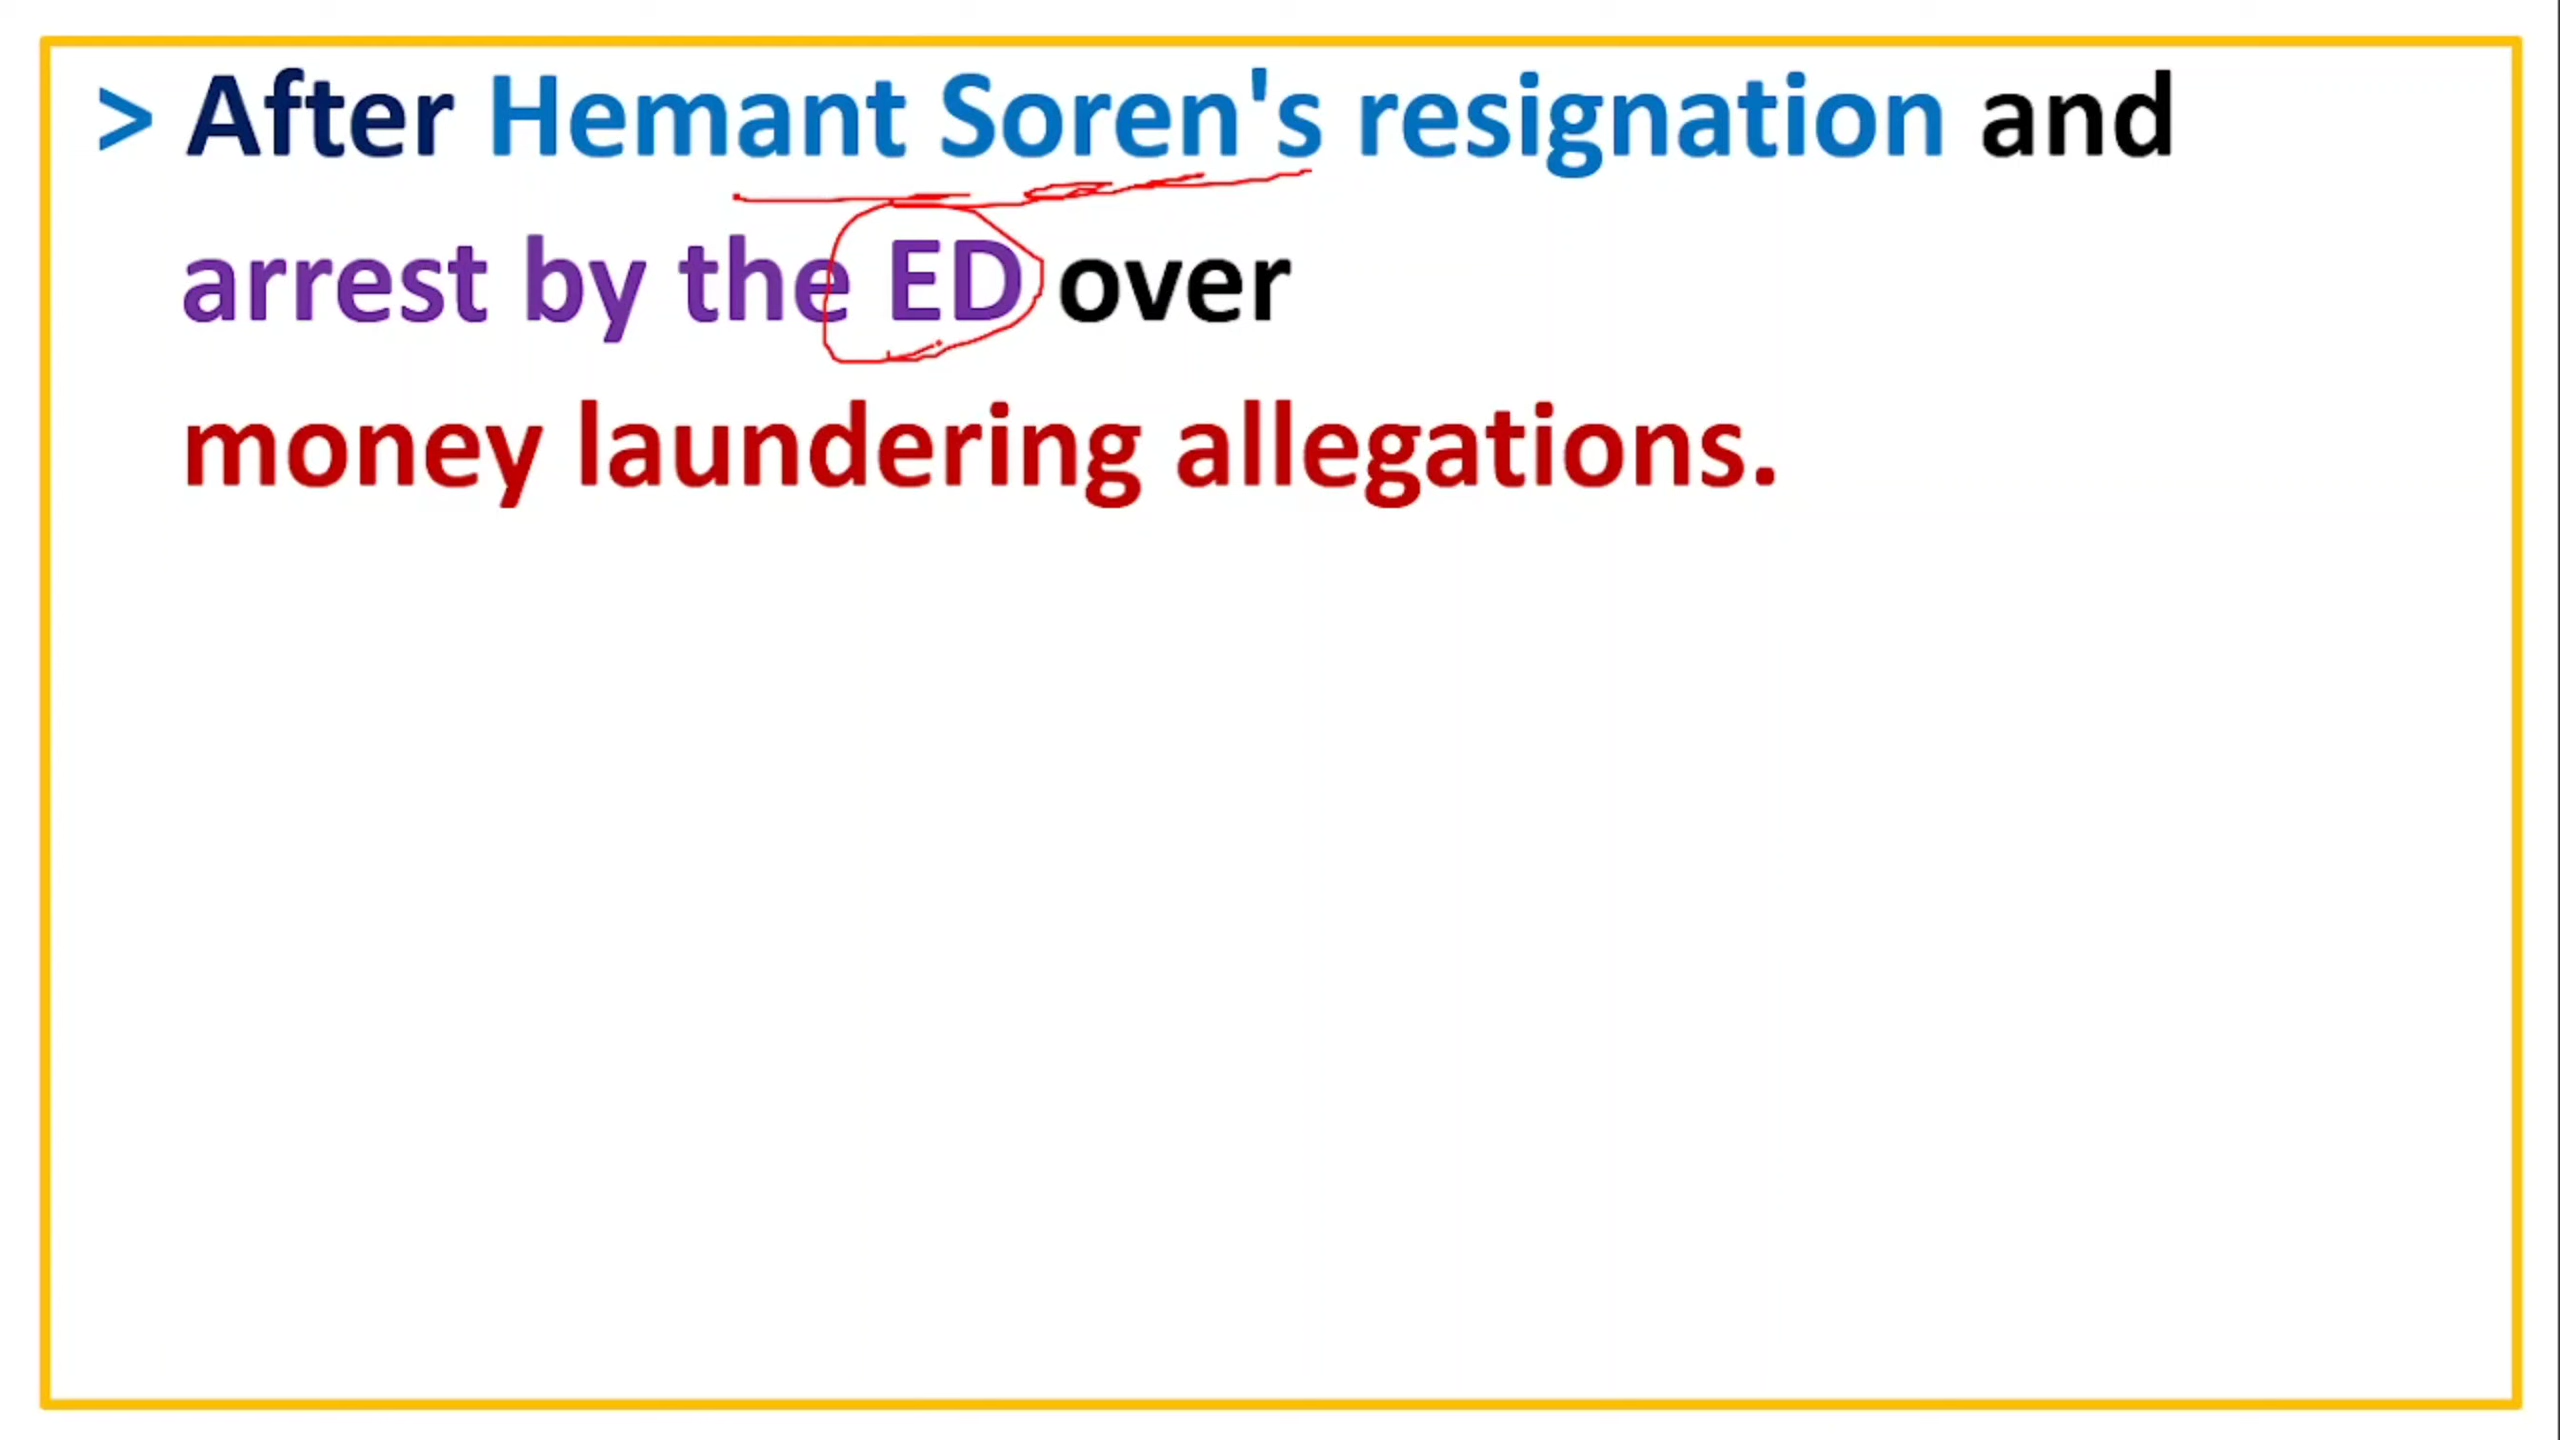 > After Hemant Soren's resignation and
arrest by the ED over
money laundering allegations.